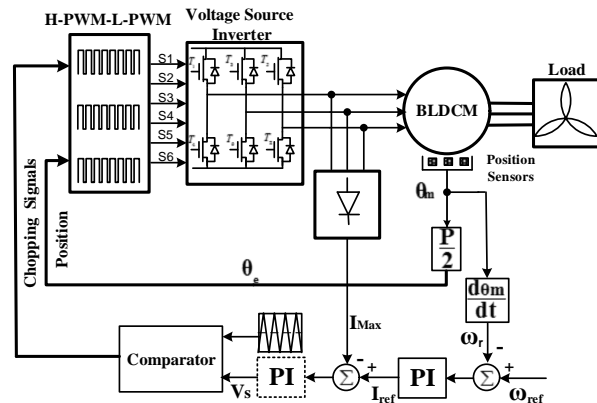 H-PWM-L-PWM
Voltage Source
Inverter
S1
S2
S3
S4
S5
S6
BLDCM
Load
Position
Sensors
θm
P
2
dθm
dt
Chopping Signals
Position
θe
IMax
ωr
-
+
ωref
PI
Iref
+
-
Σ
Σ
PI
Vs
Comparator